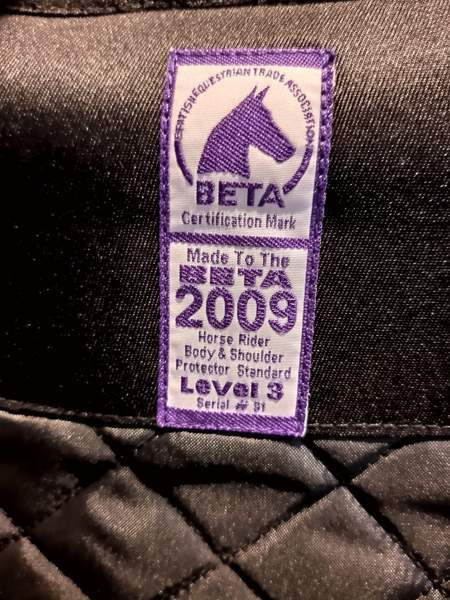 BRITISH EQUESTRIAN TRADE ASSOCIATION
BETA
Certification Mark
Made To The
BETA
2009
Horse Rider
Body & Shoulder
Protector Standard
Level 3
Serial # 91